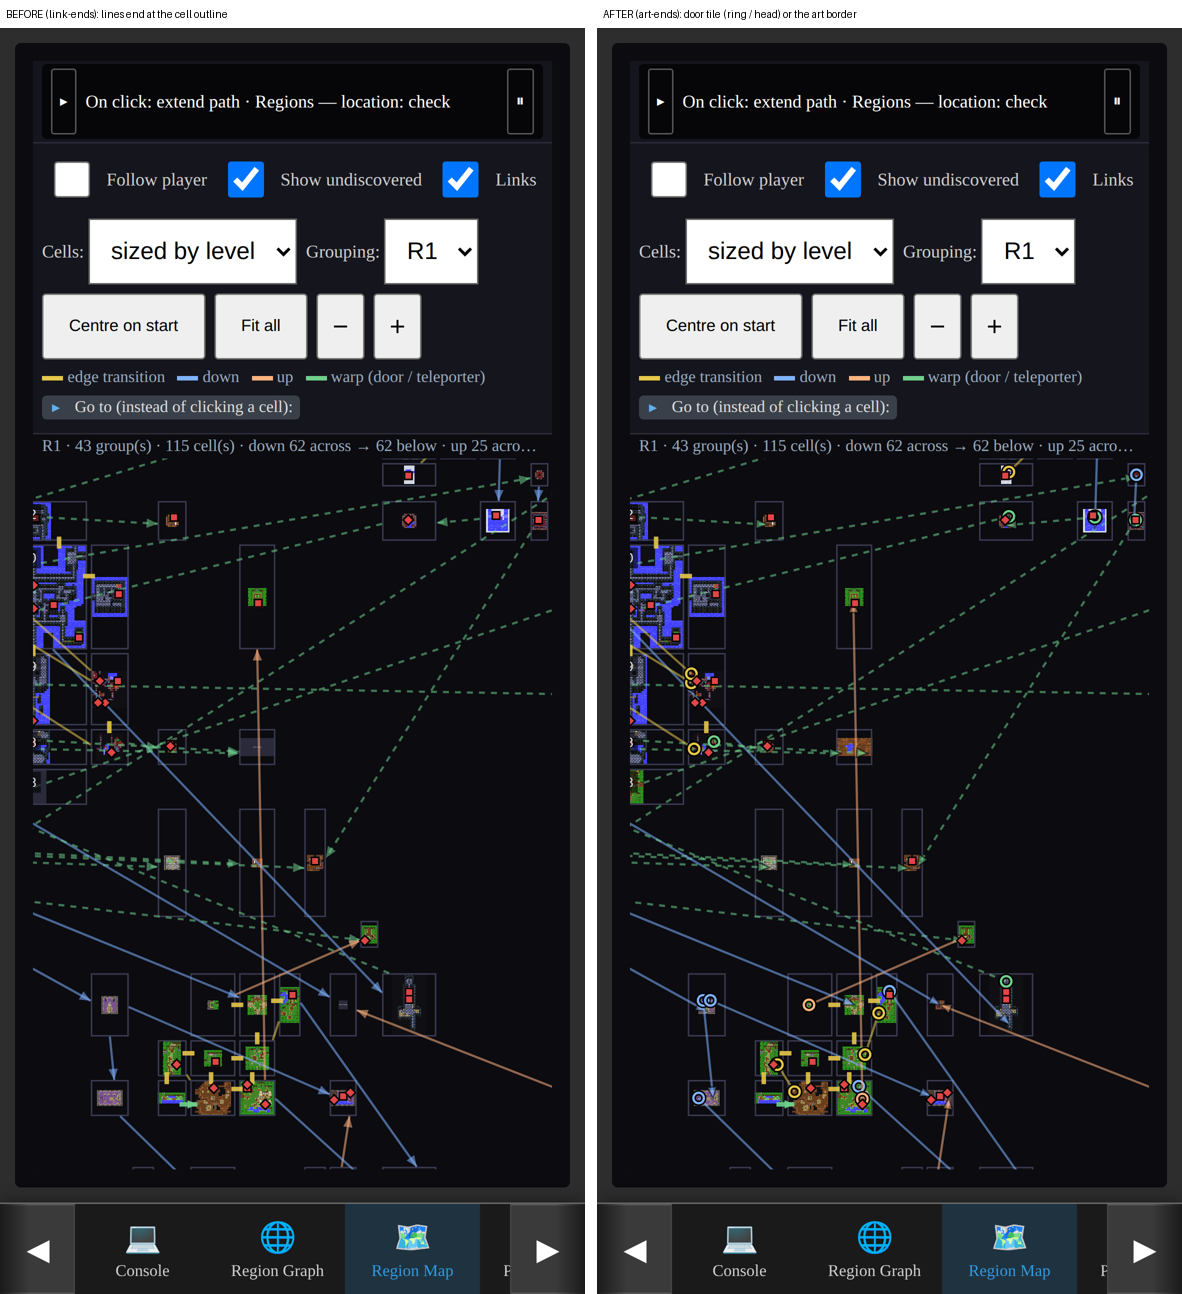 BEFORE (link-ends): lines end at the cell outline
On click: extend path · Regions — location: check
Follow player
Show undiscovered
Links
Cells:
sized by level
Grouping:
R1
Centre on start
Fit all
−
+
edge transition
down
up
warp (door / teleporter)
Go to (instead of clicking a cell):
R1 · 43 group(s) · 115 cell(s) · down 62 across → 62 below · up 25 acro…
Console
Region Graph
Region Map
P
AFTER (art-ends): door tile (ring / head) or the art border
On click: extend path · Regions — location: check
Follow player
Show undiscovered
Links
Cells:
sized by level
Grouping:
R1
Centre on start
Fit all
−
+
edge transition
down
up
warp (door / teleporter)
Go to (instead of clicking a cell):
R1 · 43 group(s) · 115 cell(s) · down 62 across → 62 below · up 25 acro…
Console
Region Graph
Region Map
P